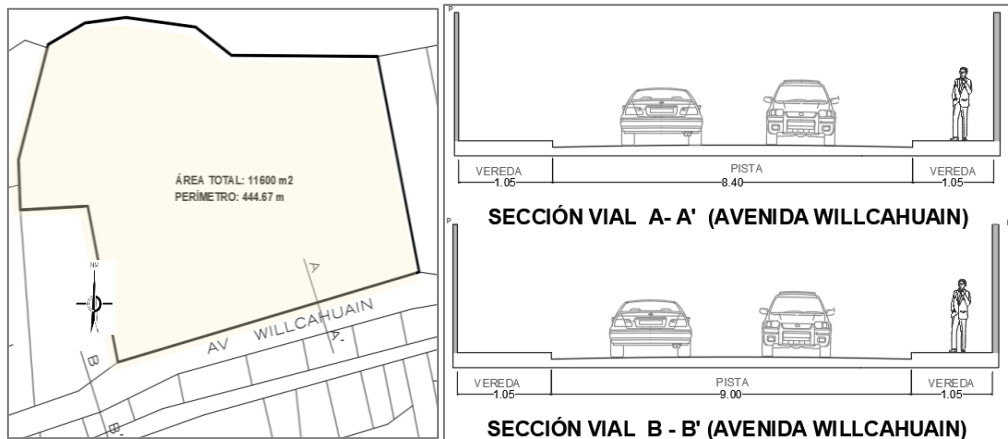 ÁREA TOTAL: 11600 m2
PERÍMETRO: 444.67 m
A
AV WILLCAHUAIN
A'
B
B'
VEREDA
1.05
PISTA
8.40
VEREDA
1.05
SECCIÓN VIAL A- A' (AVENIDA WILLCAHUAIN)
VEREDA
1.05
PISTA
9.00
VEREDA
1.05
SECCIÓN VIAL B - B' (AVENIDA WILLCAHUAIN)